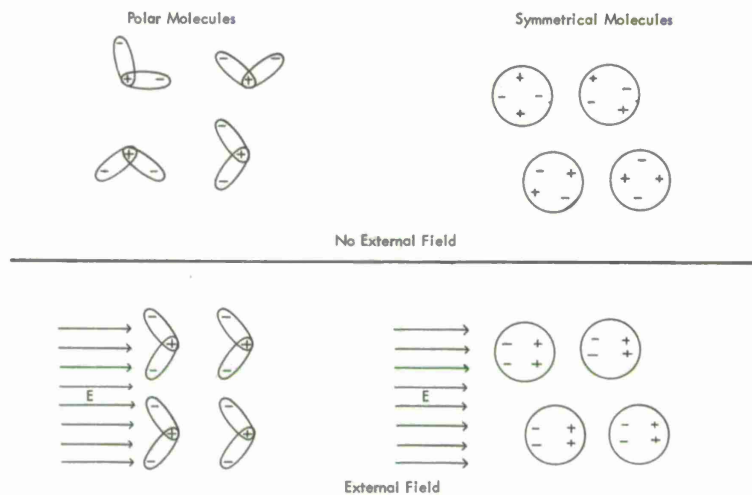 Polar Molecules
Symmetrical Molecules
- + -
- + -
+ - - +
+ - - +
- + -
- + -
- + + -
- + + -
No External Field
E
- + -
- + -
- + -
- + -
E
- + - +
- + - +
- + - +
- + - +
External Field